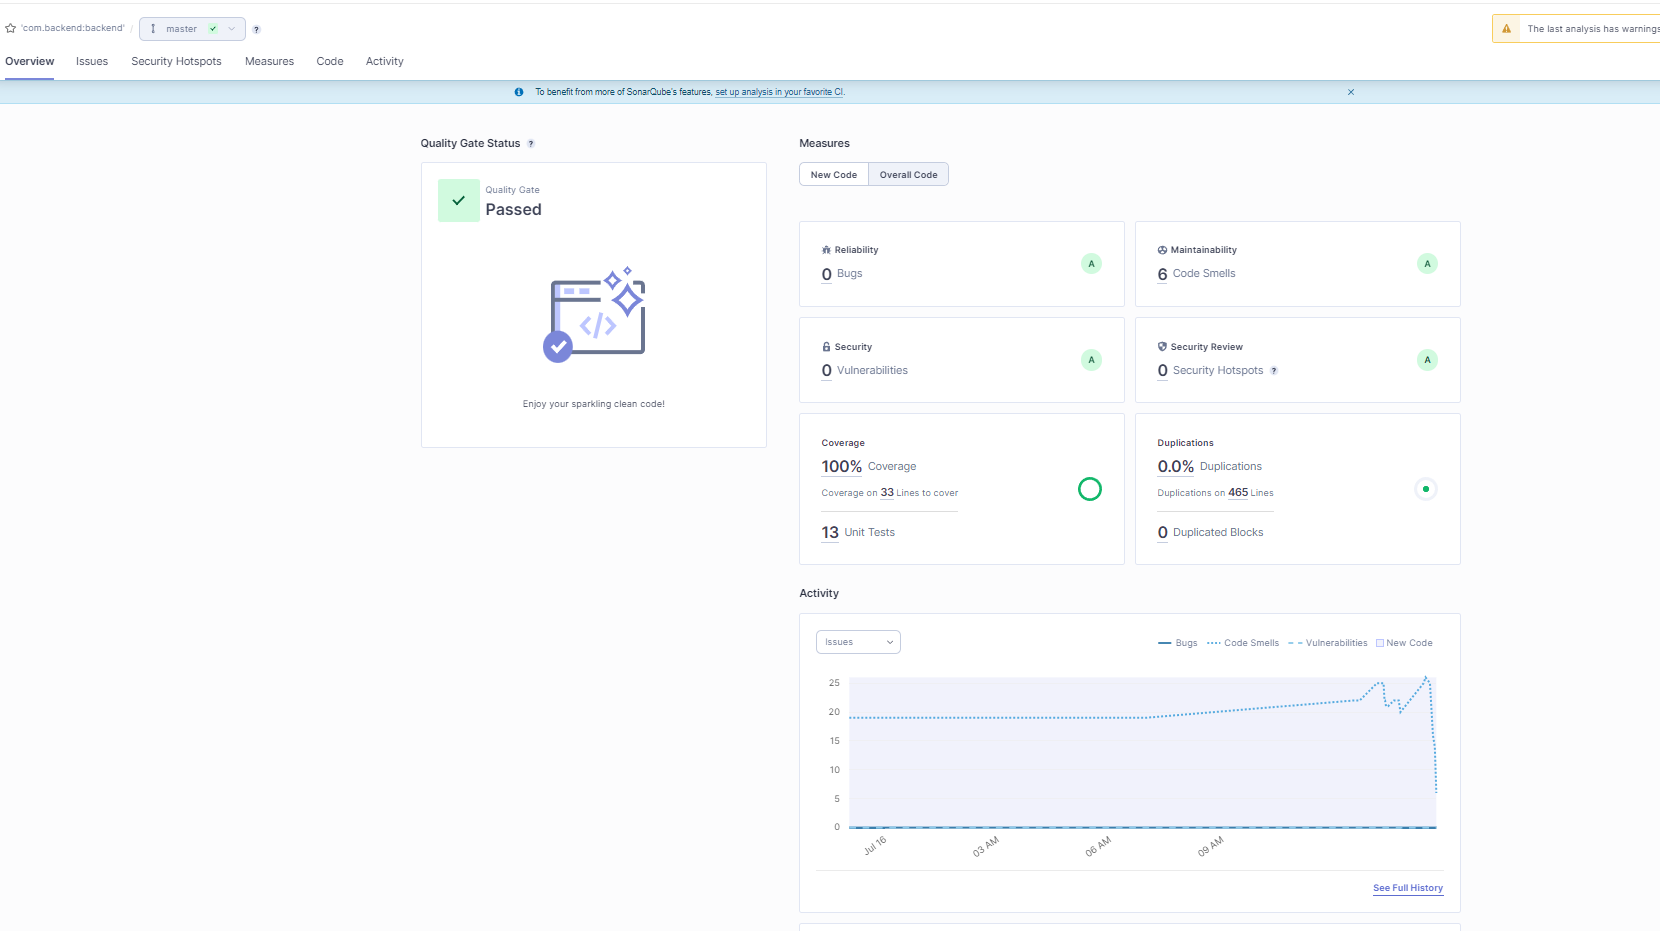 'com.backend:backend' / master ?
The last analysis has warnings
Overview Issues Security Hotspots Measures Code Activity
To benefit from more of SonarQube's features, set up analysis in your favorite CI.
Quality Gate Status ?
Quality Gate
Passed
Enjoy your sparkling clean code!
Measures
New Code Overall Code
Reliability
0 Bugs
A
Maintainability
6 Code Smells
A
Security
0 Vulnerabilities
A
Security Review
0 Security Hotspots ?
A
Coverage
100% Coverage
Coverage on 33 Lines to cover
13 Unit Tests
Duplications
0.0% Duplications
Duplications on 465 Lines
0 Duplicated Blocks
Activity
Issues
Bugs Code Smells Vulnerabilities New Code
25
20
15
10
5
0
Jul 16 03 AM 06 AM 09 AM
See Full History